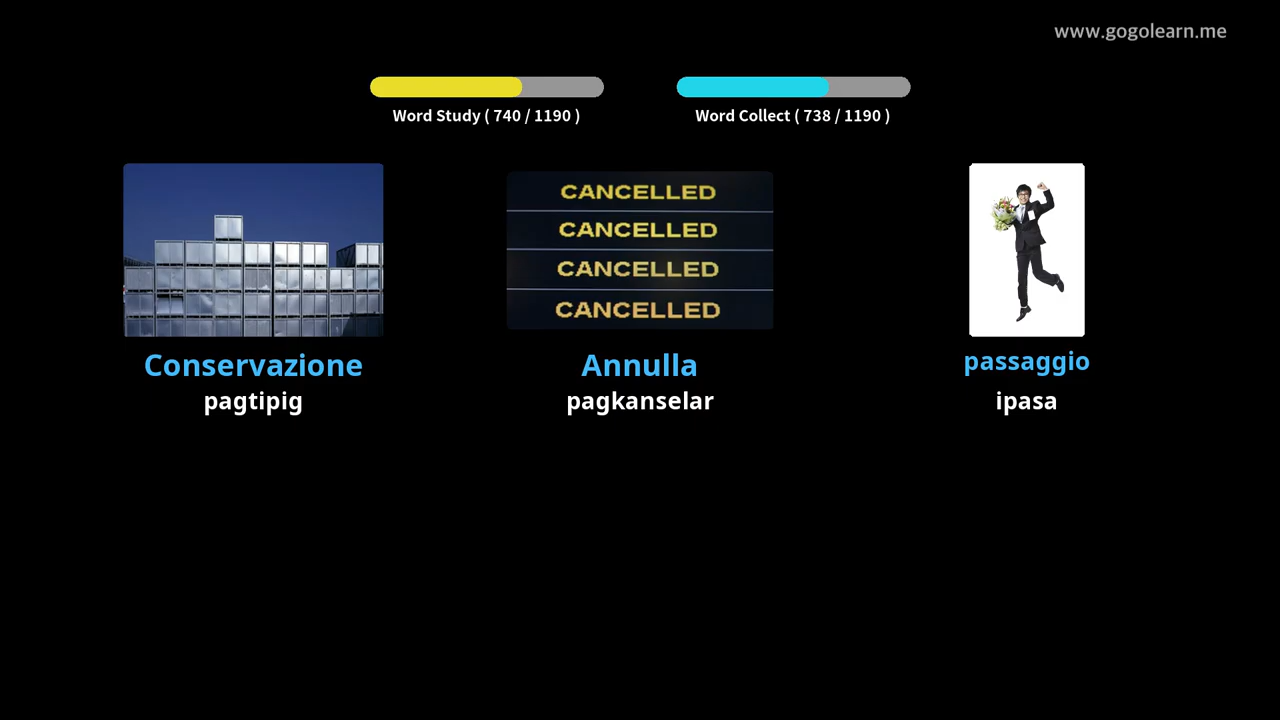 www.gogolearn.me
Word Study ( 740 / 1190 )
Word Collect ( 738 / 1190 )
CANCELLED
CANCELLED
CANCELLED
CANCELLED
Conservazione
pagtipig
Annulla
pagkanselar
passaggio
ipasa